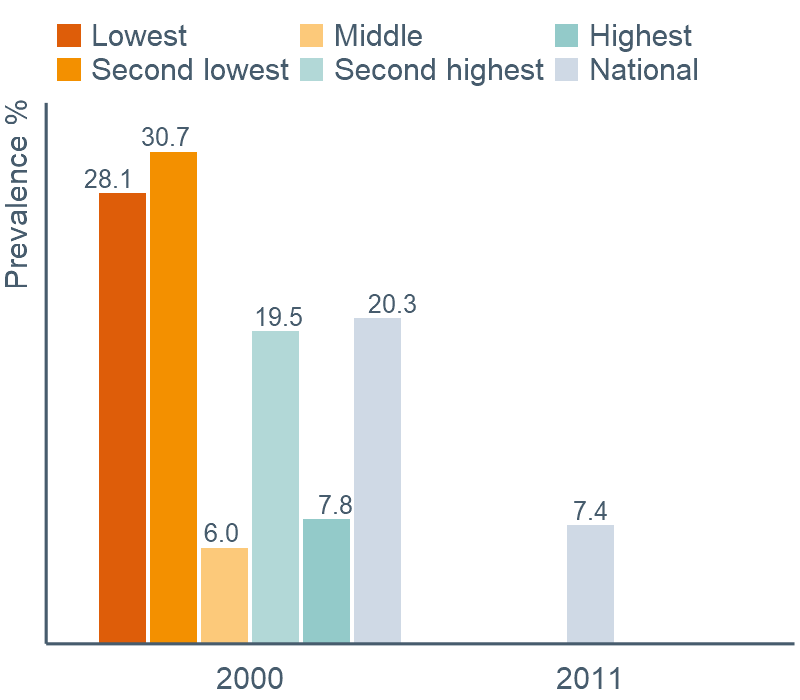 Lowest Middle Highest
Second lowest Second highest National
Prevalence %
30.7
28.1
20.3
19.5
7.8
7.4
6.0
2000 2011